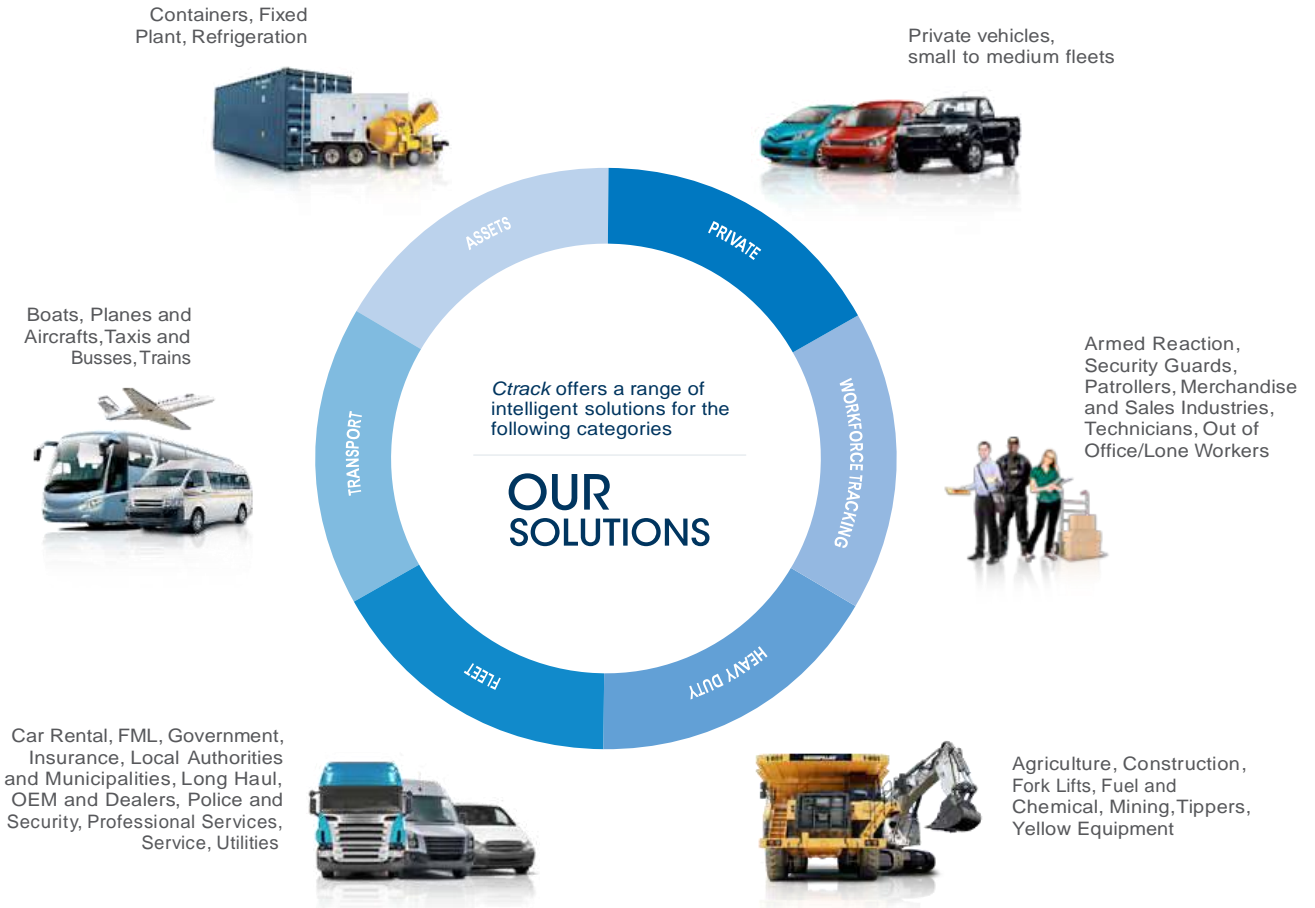 Containers, Fixed
Plant, Refrigeration
Private vehicles,
small to medium fleets
ASSETS
PRIVATE
Boats, Planes and
Aircrafts,Taxis and
Busses, Trains
Armed Reaction,
Security Guards,
Patrollers, Merchandise
and Sales Industries,
Technicians, Out of
Office/Lone Workers
TRANSPORT
WORKFORCE TRACKING
Ctrack offers a range of
intelligent solutions for the
following categories
OUR
SOLUTIONS
FLEET
HEAVY DUTY
Car Rental, FML, Government,
Insurance, Local Authorities
and Municipalities, Long Haul,
OEM and Dealers, Police and
Security, Professional Services,
Service, Utilities
Agriculture, Construction,
Fork Lifts, Fuel and
Chemical, Mining,Tippers,
Yellow Equipment